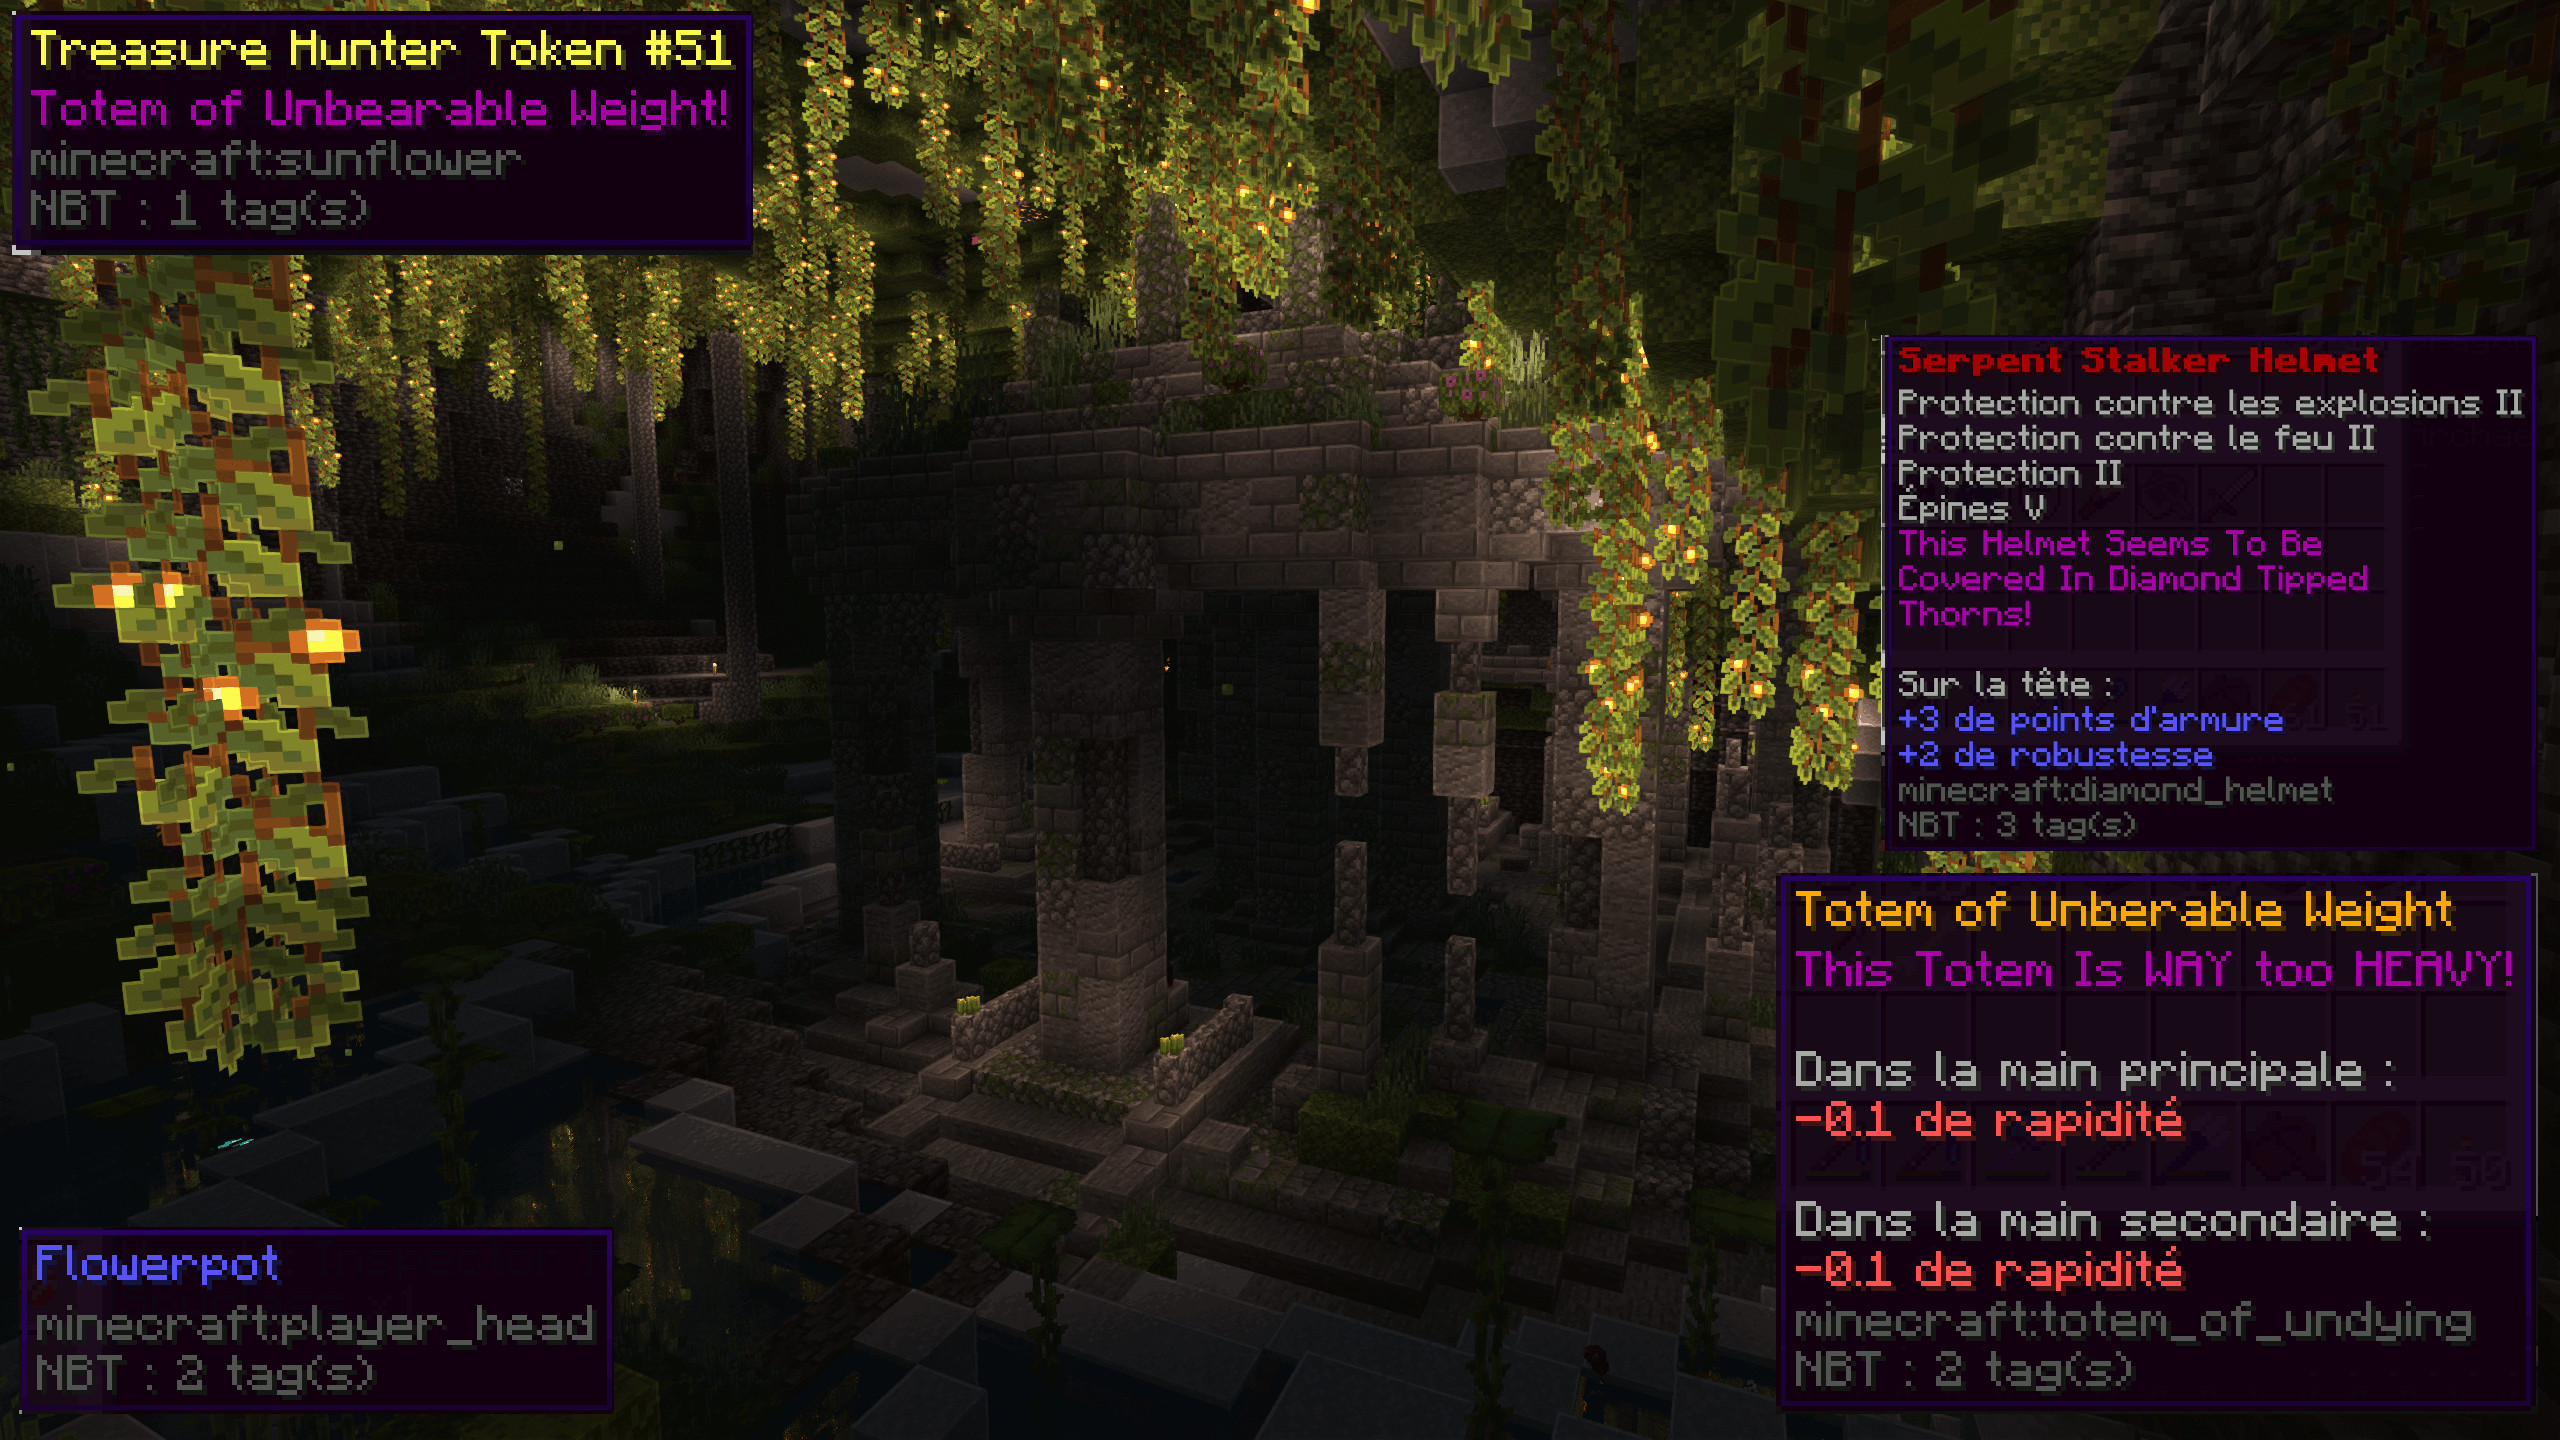 Treasure Hunter Token #51
Totem of Unbearable Weight!
minecraft:sunflower
NBT : 1 tag(s)
Serpent Stalker Helmet
Protection contre les explosions II
Protection contre le feu II
Protection II
Épines V
This Helmet Seems To Be
Covered In Diamond Tipped
Thorns!
Sur la tête :
+3 de points d'armure
+2 de robustesse
minecraft:diamond_helmet
NBT : 3 tag(s)
Totem of Unberable Weight
This Totem Is WAY too HEAVY!
Dans la main principale :
-0.1 de rapidité
Dans la main secondaire :
-0.1 de rapidité
minecraft:totem_of_undying
NBT : 2 tag(s)
Flowerpot
minecraft:player_head
NBT : 2 tag(s)